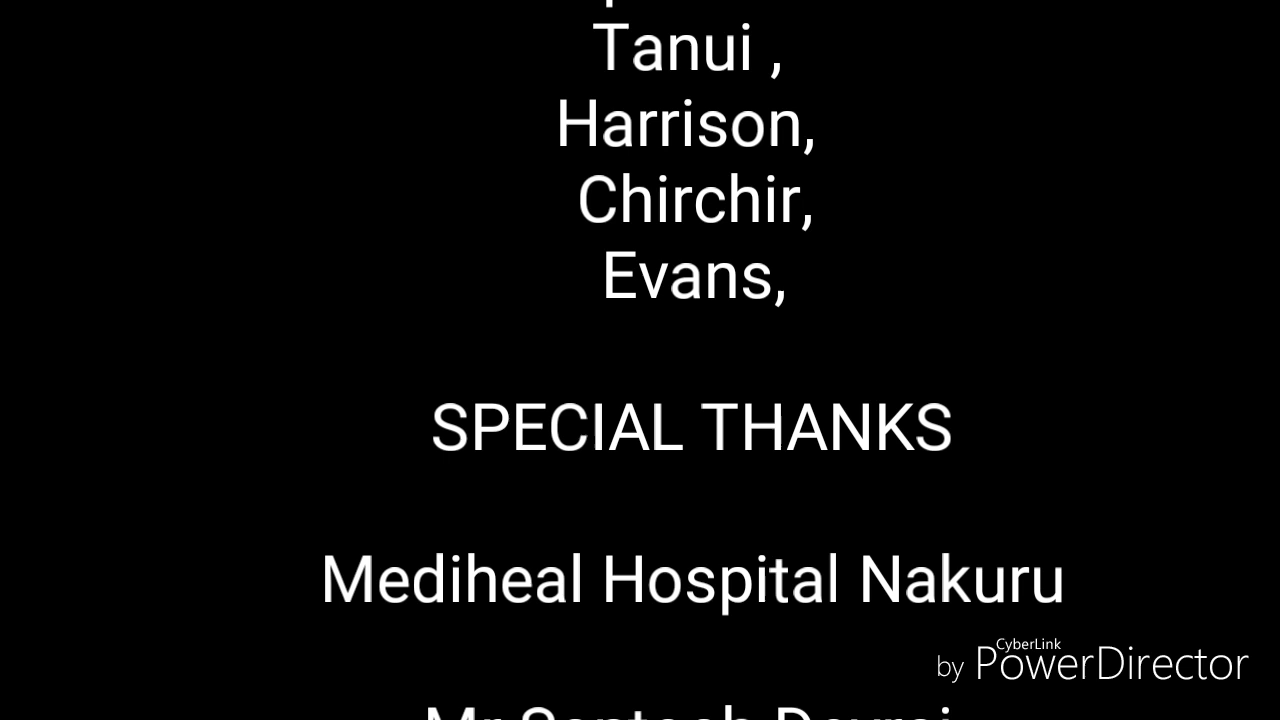 Tanui ,
Harrison,
Chirchir,
Evans,
SPECIAL THANKS
Mediheal Hospital Nakuru
CyberLink
by PowerDirector